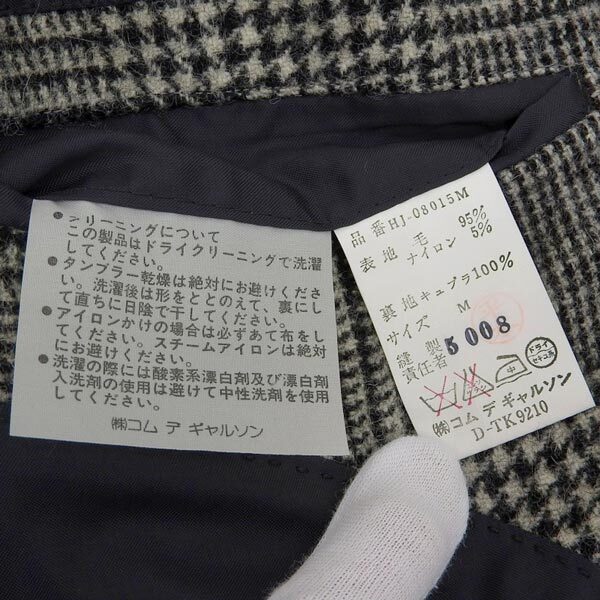 ●クリーニングについて
この製品はドライクリーニングで洗濯
してください。
●タンブラー乾燥は絶対にお避けくださ
い。洗濯後は形をととのえて、裏にし
て直ちに日陰で干してください。
●アイロンかけの場合は必ずあて布をし
てください。スチームアイロンは絶対
にお避けください。
●洗濯の際には酸素系漂白剤及び漂白剤
入洗剤の使用は避けて中性洗剤を使用
してください。
㈱コム デ ギャルソン
品番HJ-08015M
表地 毛 95%
ナイロン 5%
裏地キュプラ100%
サイズ M
縫製
責任者 5008
中
ドライ
セキユ系
㈱コム デ ギャルソン
D-TK9210